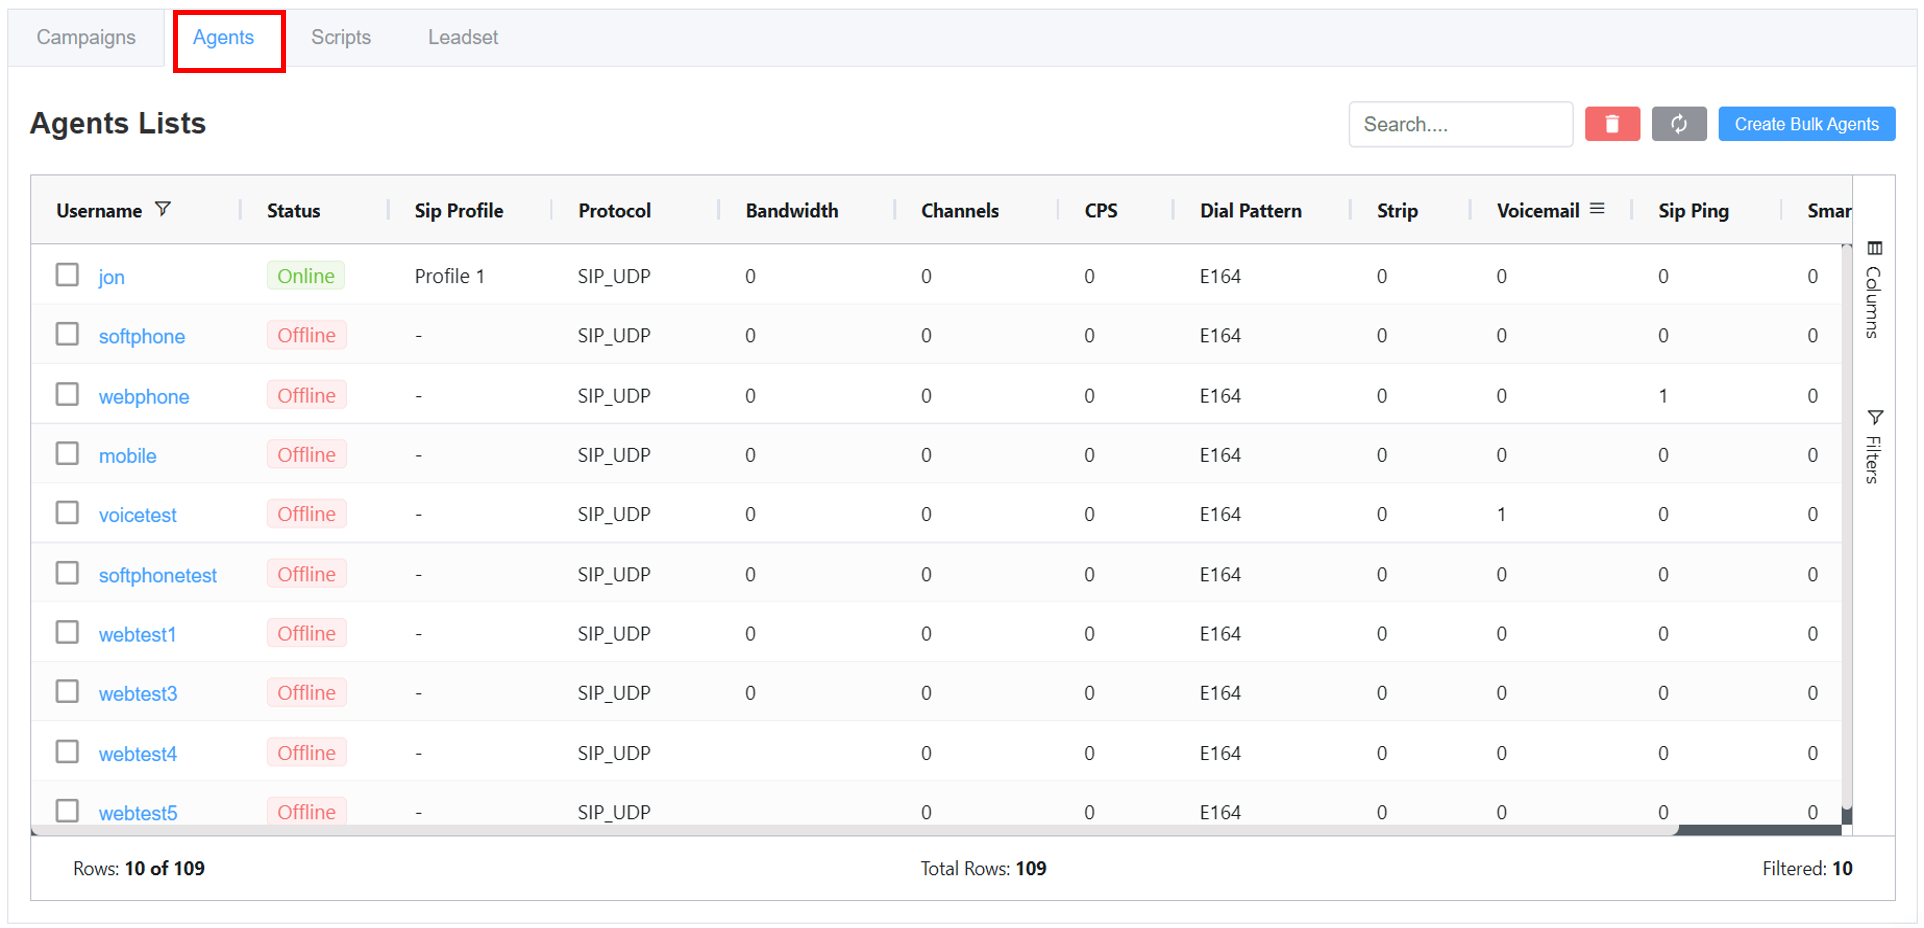 Campaigns Agents Scripts Leadset
Agents Lists
Search.... Create Bulk Agents
Username Status Sip Profile Protocol Bandwidth Channels CPS Dial Pattern Strip Voicemail Sip Ping Smar
jon Online Profile 1 SIP_UDP 0 0 0 E164 0 0 0 0
softphone Offline - SIP_UDP 0 0 0 E164 0 0 0 0
webphone Offline - SIP_UDP 0 0 0 E164 0 0 1 0
mobile Offline - SIP_UDP 0 0 0 E164 0 0 0 0
voicetest Offline - SIP_UDP 0 0 0 E164 0 1 0 0
softphonetest Offline - SIP_UDP 0 0 0 E164 0 0 0 0
webtest1 Offline - SIP_UDP 0 0 0 E164 0 0 0 0
webtest3 Offline - SIP_UDP 0 0 0 E164 0 0 0 0
webtest4 Offline - SIP_UDP 0 0 E164 0 0 0 0
webtest5 Offline - SIP_UDP 0 0 E164 0 0 0 0
Columns
Filters
Rows: 10 of 109 Total Rows: 109 Filtered: 10